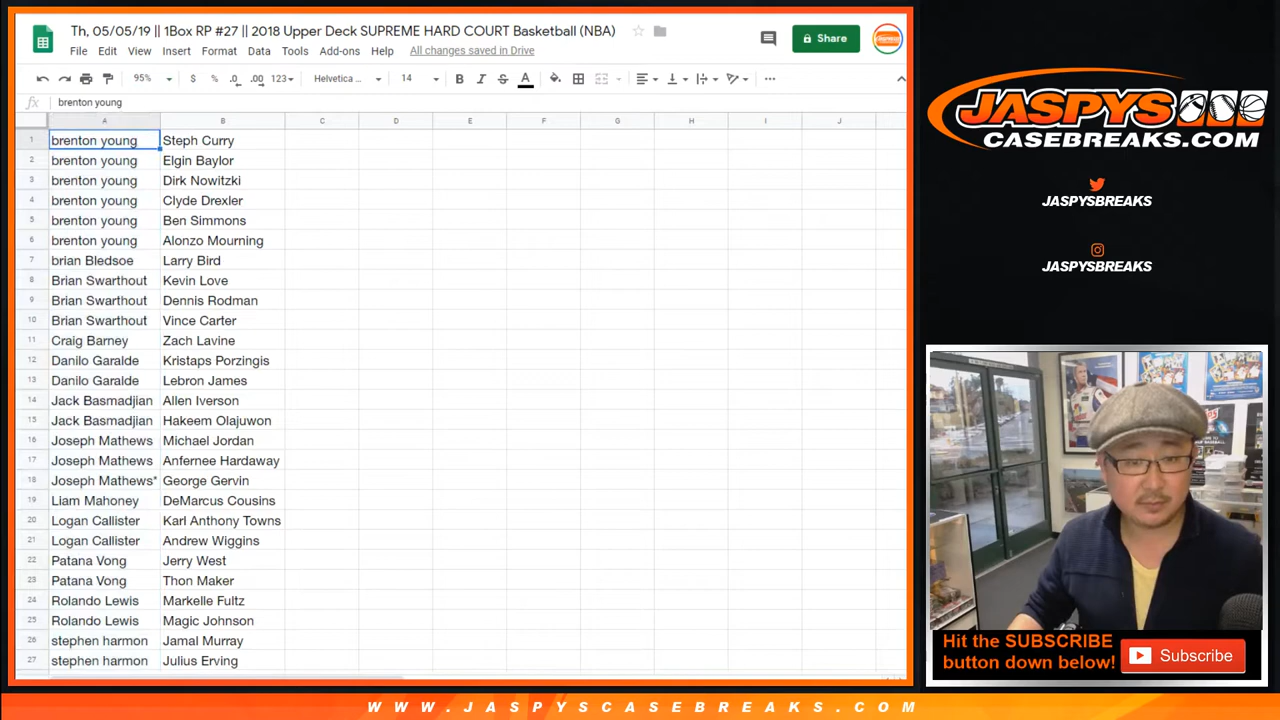 Th, 05/05/19 || 1Box RP #27 || 2018 Upper Deck SUPREME HARD COURT Basketball (NBA)
File Edit View Insert Format Data Tools Add-ons Help All changes saved in Drive
Share
95% $ % .0 .00 123 Helvetica ... 14 B I S A
fx brenton young
A B C D E F G H I J
1 brenton young Steph Curry
2 brenton young Elgin Baylor
3 brenton young Dirk Nowitzki
4 brenton young Clyde Drexler
5 brenton young Ben Simmons
6 brenton young Alonzo Mourning
7 brian Bledsoe Larry Bird
8 Brian Swarthout Kevin Love
9 Brian Swarthout Dennis Rodman
10 Brian Swarthout Vince Carter
11 Craig Barney Zach Lavine
12 Danilo Garalde Kristaps Porzingis
13 Danilo Garalde Lebron James
14 Jack Basmadjian Allen Iverson
15 Jack Basmadjian Hakeem Olajuwon
16 Joseph Mathews Michael Jordan
17 Joseph Mathews Anfernee Hardaway
18 Joseph Mathews* George Gervin
19 Liam Mahoney DeMarcus Cousins
20 Logan Callister Karl Anthony Towns
21 Logan Callister Andrew Wiggins
22 Patana Vong Jerry West
23 Patana Vong Thon Maker
24 Rolando Lewis Markelle Fultz
25 Rolando Lewis Magic Johnson
26 stephen harmon Jamal Murray
27 stephen harmon Julius Erving
JASPYS
CASEBREAKS.COM
JASPYSBREAKS
JASPYSBREAKS
Hit the SUBSCRIBE
button down below!
Subscribe
WWW.JASPYSCASEBREAKS.COM